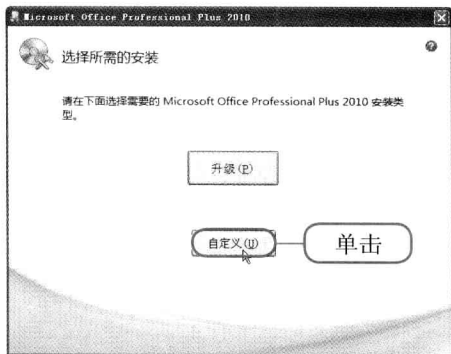 Microsoft Office Professional Plus 2010
选择所需的安装
请在下面选择需要的 Microsoft Office Professional Plus 2010 安装类
型。
升级(P)
自定义(U)
单击